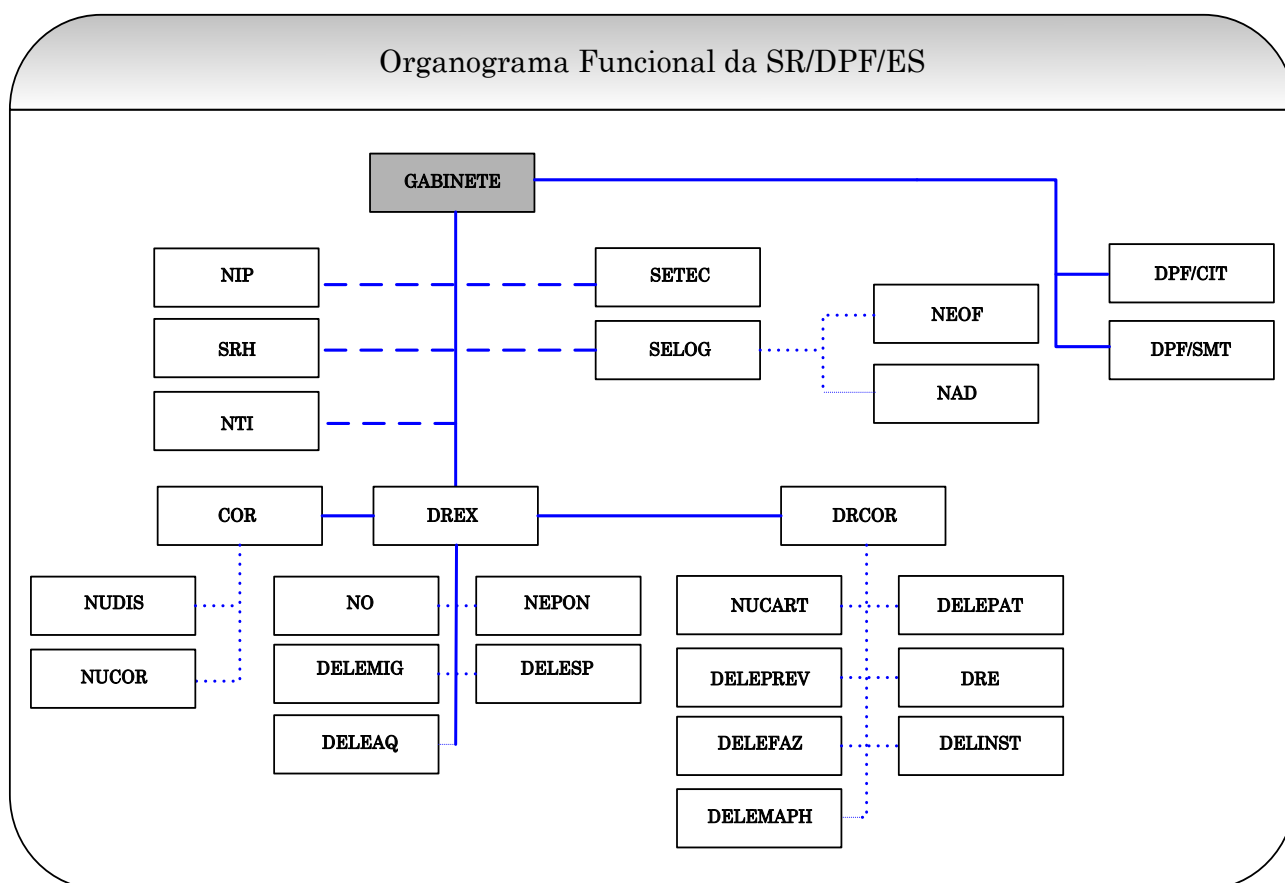 Organograma Funcional da SR/DPF/ES
GABINETE
NIP
SETEC
DPF/CIT
NEOF
SRH
SELOG
DPF/SMT
NAD
NTI
COR
DREX
DRCOR
NUDIS
NO
NEPON
NUCART
DELEPAT
NUCOR
DELEMIG
DELESP
DELEPREV
DRE
DELEAQ
DELEFAZ
DELINST
DELEMAPH